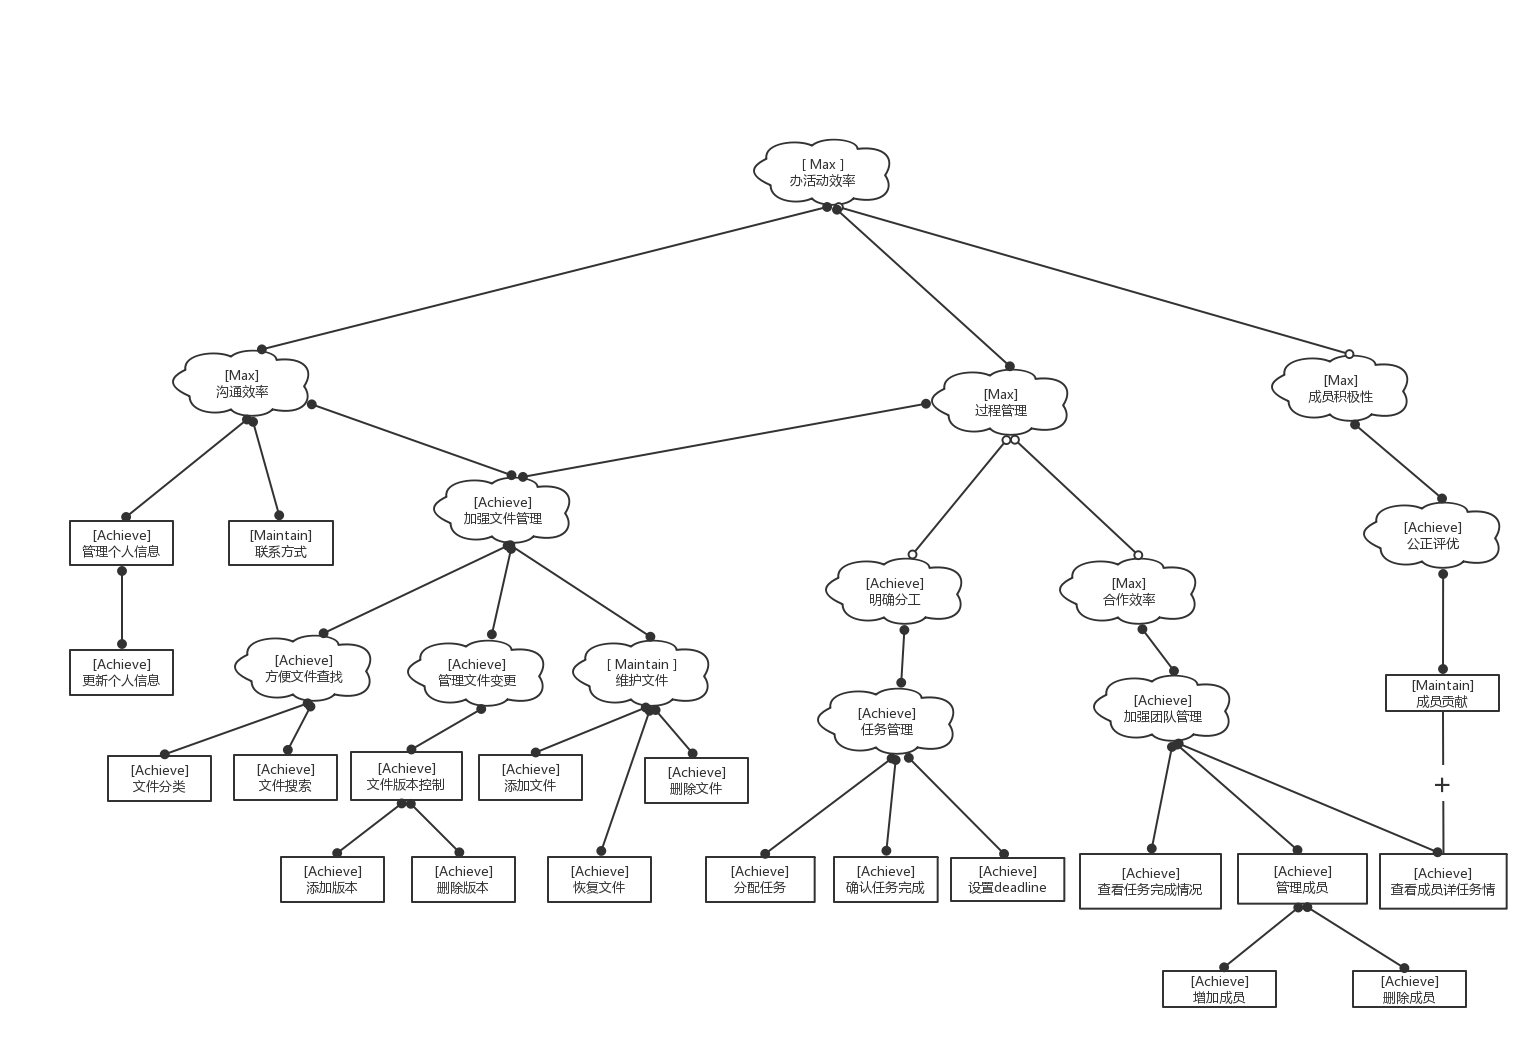 [ Max ]
办活动效率
[Max]
沟通效率
[Max]
过程管理
[Max]
成员积极性
[Achieve]
管理个人信息
[Maintain]
联系方式
[Achieve]
加强文件管理
[Achieve]
公正评优
[Achieve]
明确分工
[Max]
合作效率
[Achieve]
更新个人信息
[Achieve]
方便文件查找
[Achieve]
管理文件变更
[ Maintain ]
维护文件
[Achieve]
任务管理
[Achieve]
加强团队管理
[Maintain]
成员贡献
[Achieve]
文件分类
[Achieve]
文件搜索
[Achieve]
文件版本控制
[Achieve]
添加文件
[Achieve]
删除文件
+
[Achieve]
添加版本
[Achieve]
删除版本
[Achieve]
恢复文件
[Achieve]
分配任务
[Achieve]
确认任务完成
[Achieve]
设置deadline
[Achieve]
查看任务完成情况
[Achieve]
管理成员
[Achieve]
查看成员详任务情
[Achieve]
增加成员
[Achieve]
删除成员